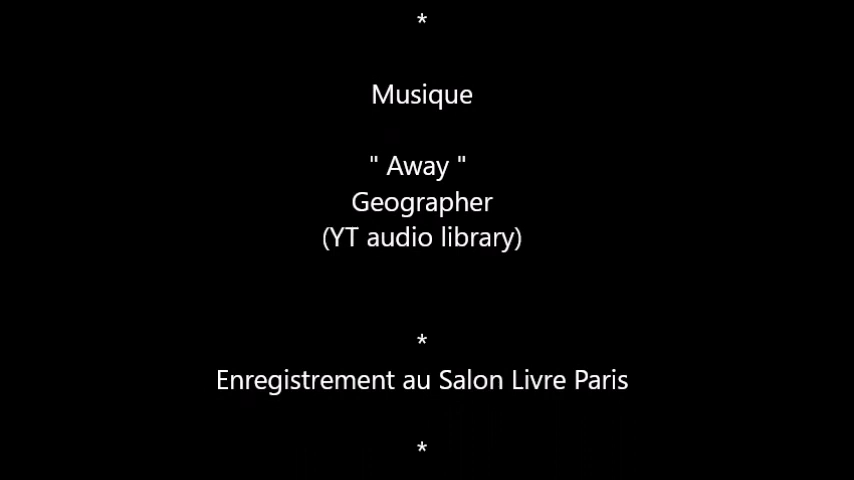 *
Musique
" Away "
Geographer
(YT audio library)
*
Enregistrement au Salon Livre Paris
*